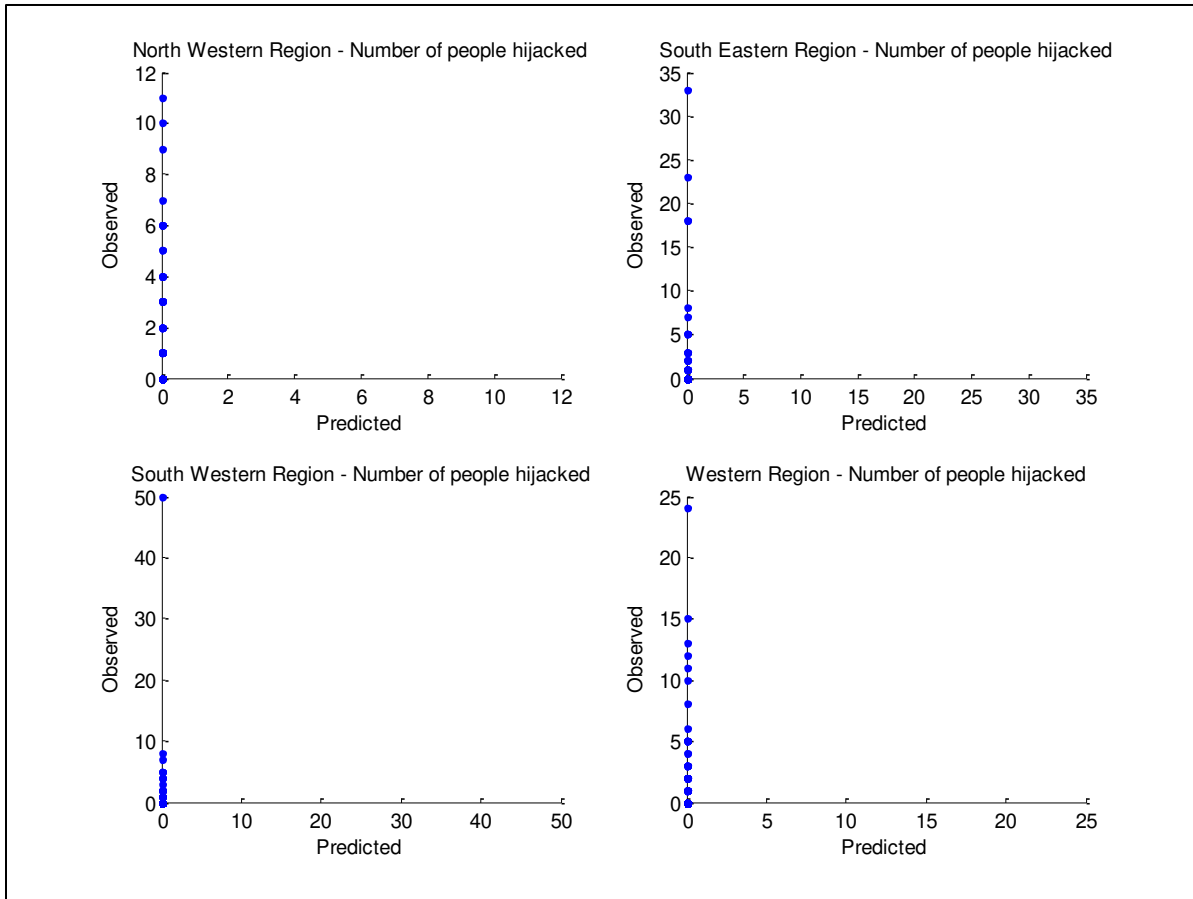 North Western Region - Number of people hijacked
12
10
8
6
4
2
0
Observed
0 2 4 6 8 10 12
Predicted
South Eastern Region - Number of people hijacked
35
30
25
20
15
10
5
0
Observed
0 5 10 15 20 25 30 35
Predicted
South Western Region - Number of people hijacked
50
40
30
20
10
0
Observed
0 10 20 30 40 50
Predicted
Western Region - Number of people hijacked
25
20
15
10
5
0
Observed
0 5 10 15 20 25
Predicted